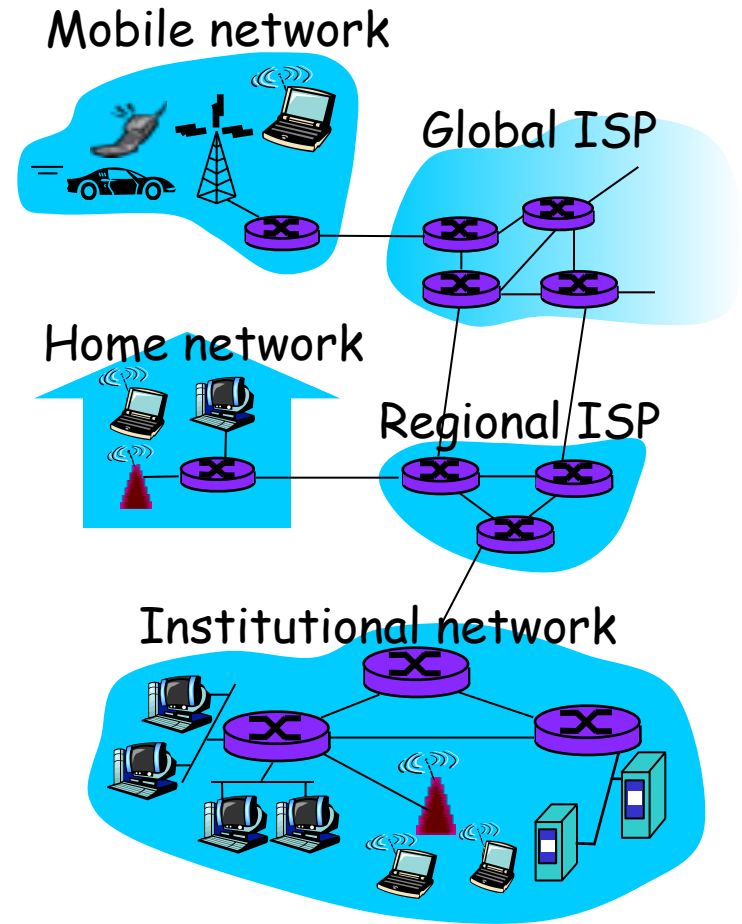 Mobile network
Global ISP
Home network
Regional ISP
Institutional network